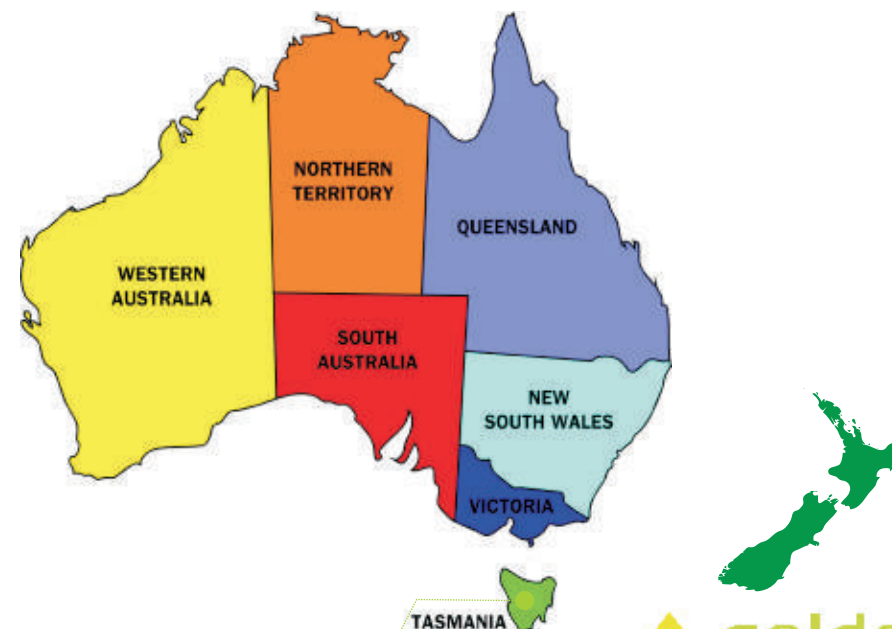 NORTHERN
TERRITORY
QUEENSLAND
WESTERN
AUSTRALIA
SOUTH
AUSTRALIA
NEW
SOUTH WALES
VICTORIA
TASMANIA